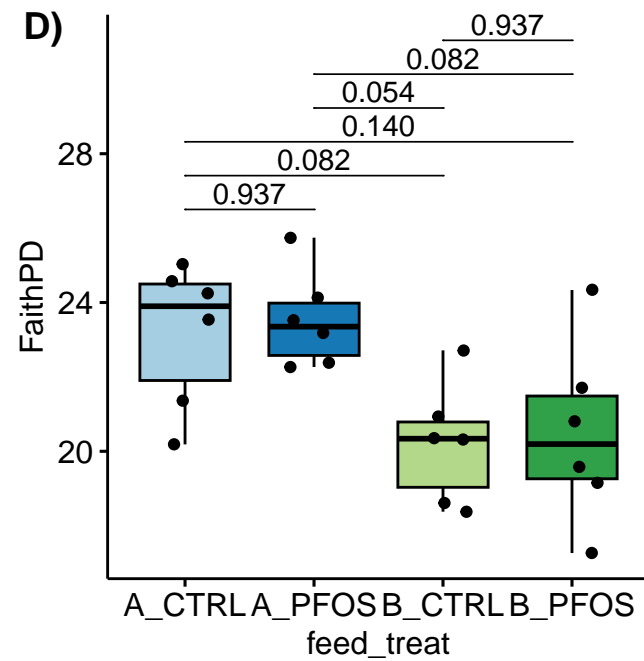 D)
0.937
0.082
0.054
0.140
0.082
0.937
28
24
20
FaithPD
A_CTRL A_PFOS B_CTRL B_PFOS
feed_treat